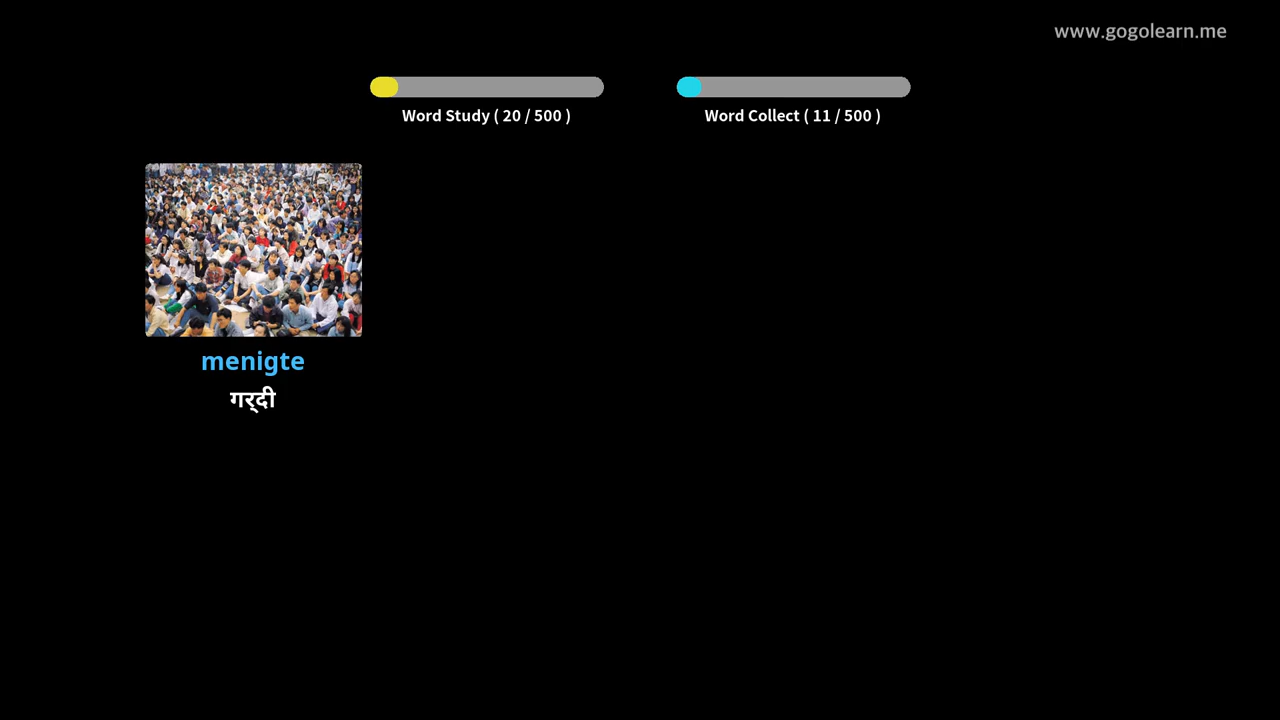 www.gogolearn.me
Word Study ( 20 / 500 )
Word Collect ( 11 / 500 )
menigte
गर्दी